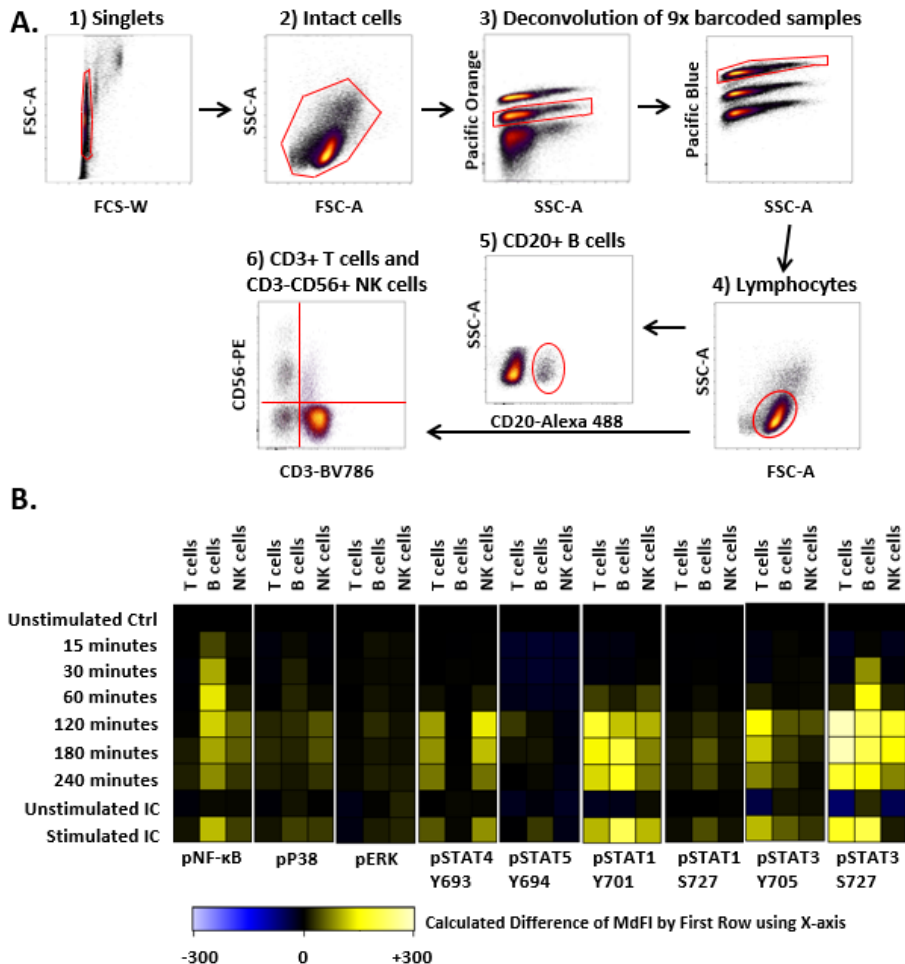 A.
1) Singlets
2) Intact cells
3) Deconvolution of 9x barcoded samples
FSC-A
FCS-W
SSC-A
FSC-A
Pacific Orange
SSC-A
Pacific Blue
SSC-A
4) Lymphocytes
SSC-A
FSC-A
5) CD20+ B cells
SSC-A
CD20-Alexa 488
6) CD3+ T cells and
CD3-CD56+ NK cells
CD56-PE
CD3-BV786
B.
T cells
B cells
NK cells
T cells
B cells
NK cells
T cells
B cells
NK cells
T cells
B cells
NK cells
T cells
B cells
NK cells
T cells
B cells
NK cells
T cells
B cells
NK cells
T cells
B cells
NK cells
T cells
B cells
NK cells
Unstimulated Ctrl
15 minutes
30 minutes
60 minutes
120 minutes
180 minutes
240 minutes
Unstimulated IC
Stimulated IC
pNF-κB
pP38
pERK
pSTAT4
Y693
pSTAT5
Y694
pSTAT1
Y701
pSTAT1
S727
pSTAT3
Y705
pSTAT3
S727
Calculated Difference of MdFI by First Row using X-axis
-300 0 +300